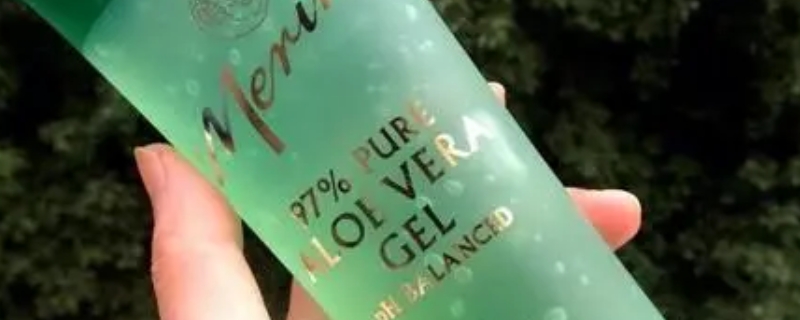 97% PURE
ALOE VERA
GEL
pH BALANCED